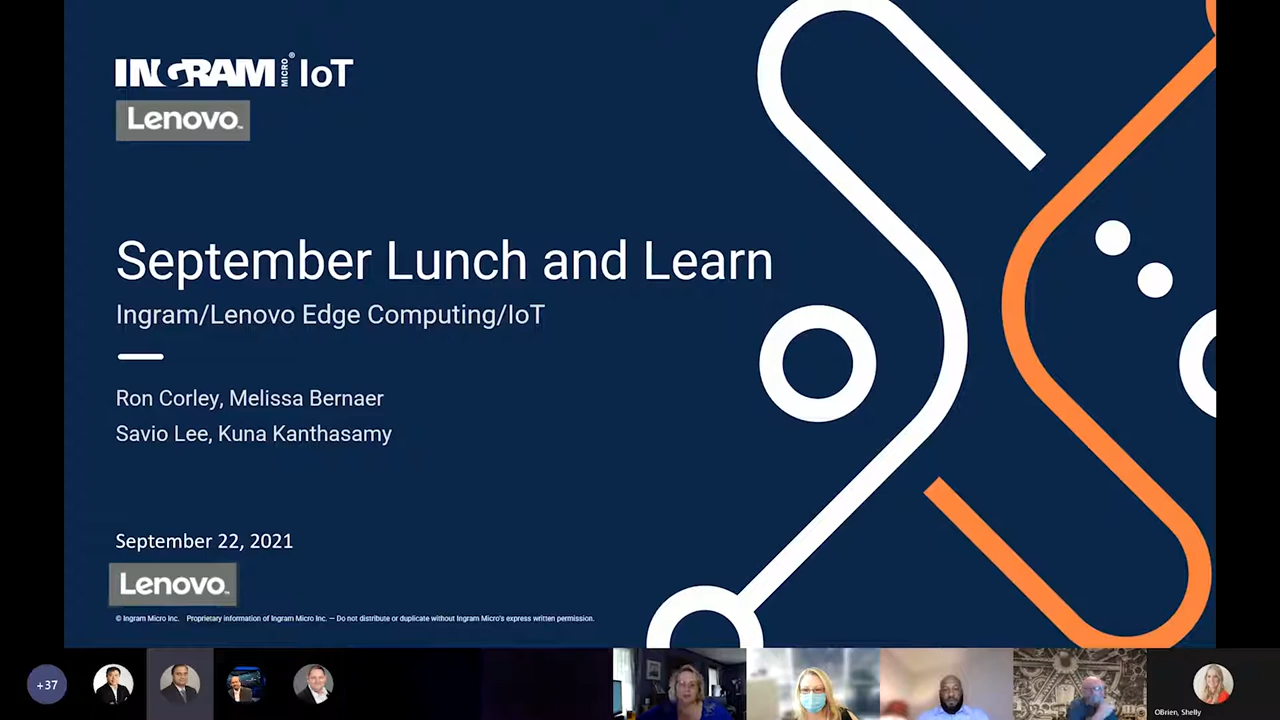 INGRAM MICRO® IoT
Lenovo™
September Lunch and Learn
Ingram/Lenovo Edge Computing/IoT
Ron Corley, Melissa Bernaer
Savio Lee, Kuna Kanthasamy
September 22, 2021
Lenovo™
© Ingram Micro Inc. Proprietary information of Ingram Micro Inc. — Do not distribute or duplicate without Ingram Micro's express written permission.
+37
OBrien, Shelly